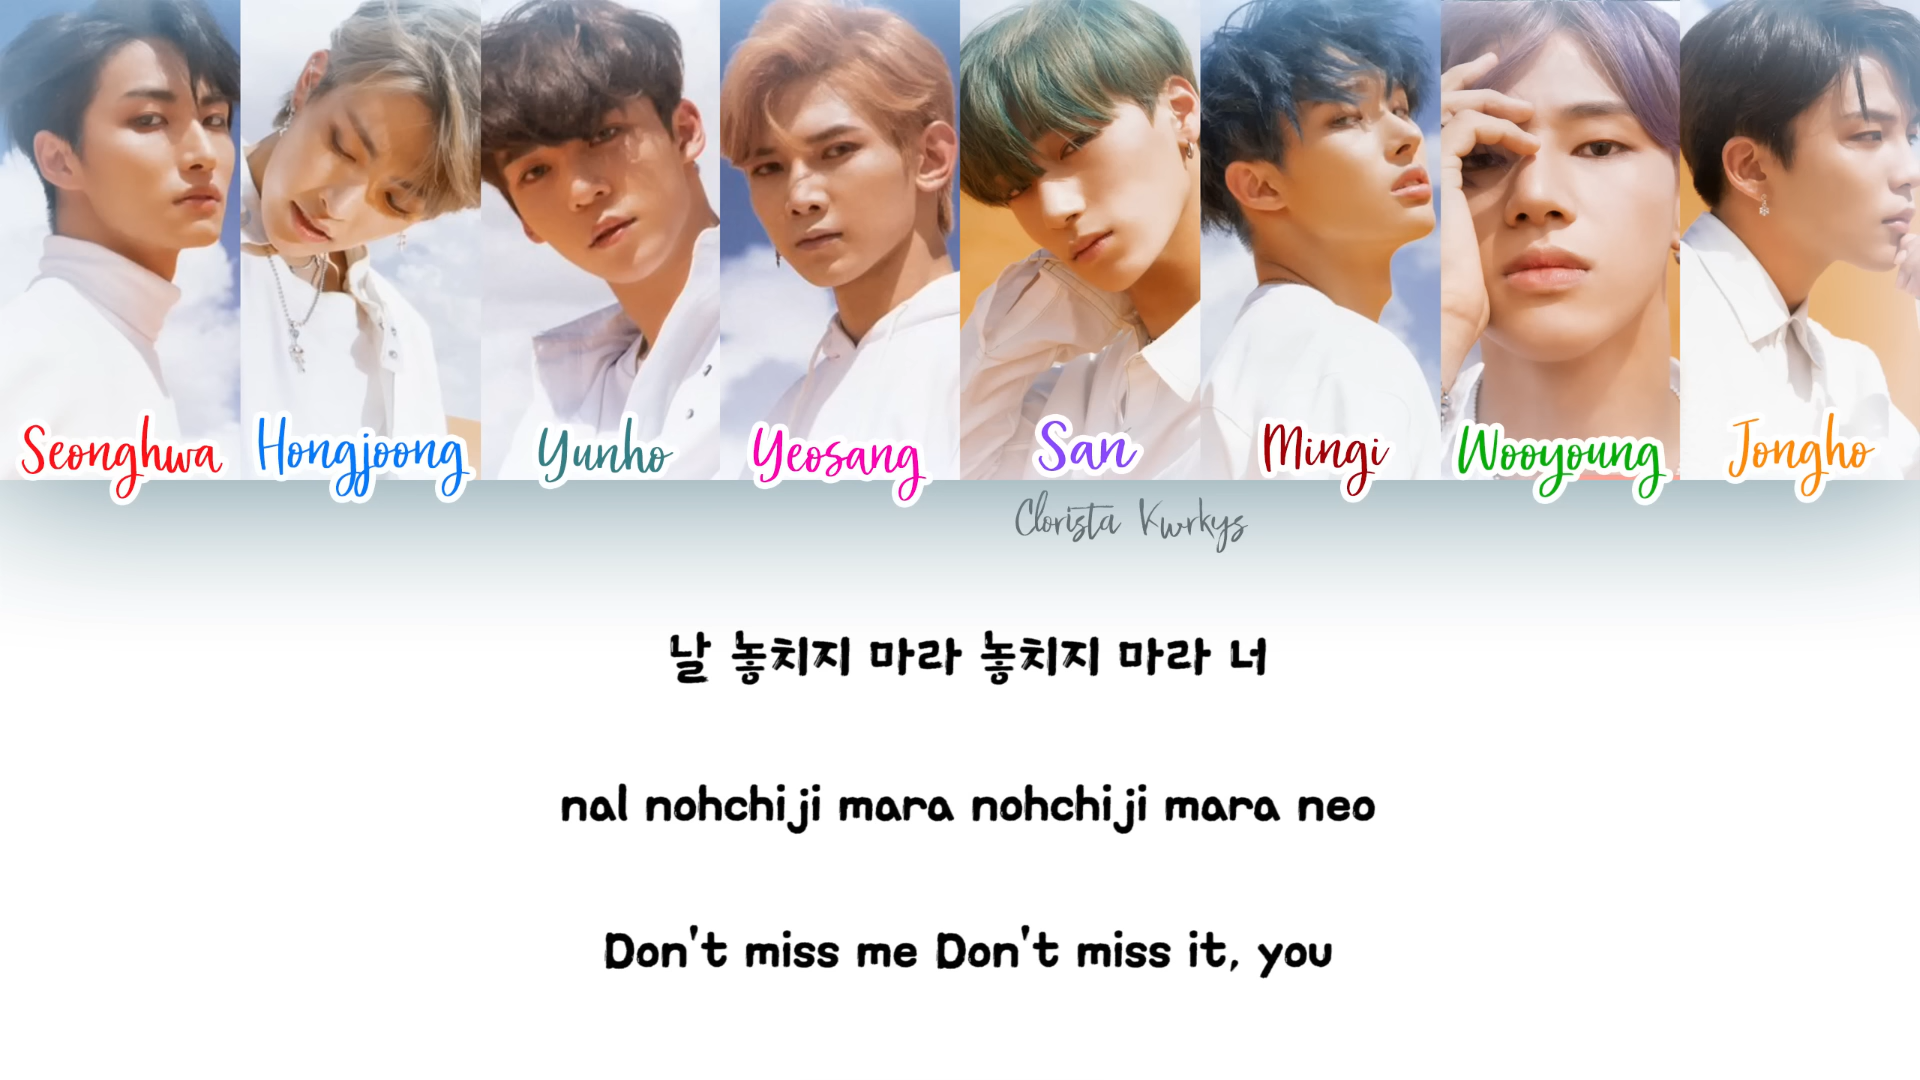 Seonghwa Hongjoong Yunho Yeosang San Mingi Wooyoung Jongho
Clorista Kwrkys
날 놓치지 마라 놓치지 마라 너
nal nohchiji mara nohchiji mara neo
Don't miss me Don't miss it, you